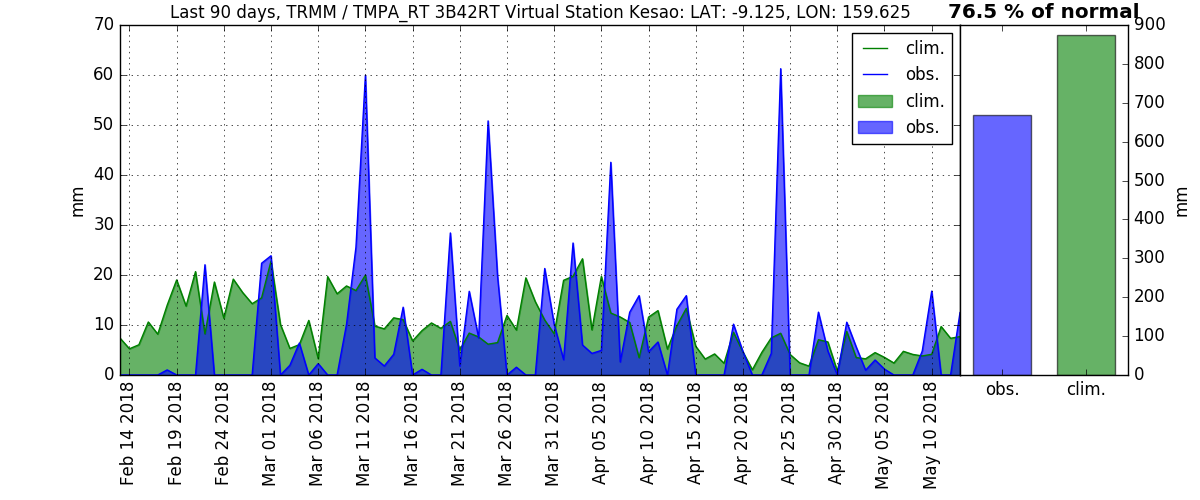 Last 90 days, TRMM / TMPA_RT 3B42RT Virtual Station Kesao: LAT: -9.125, LON: 159.625
76.5 % of normal
70
60
50
40
30
20
10
0
mm
clim.
obs.
clim.
obs.
Feb 14 2018
Feb 19 2018
Feb 24 2018
Mar 01 2018
Mar 06 2018
Mar 11 2018
Mar 16 2018
Mar 21 2018
Mar 26 2018
Mar 31 2018
Apr 05 2018
Apr 10 2018
Apr 15 2018
Apr 20 2018
Apr 25 2018
Apr 30 2018
May 05 2018
May 10 2018
900
800
700
600
500
400
300
200
100
0
mm
obs.
clim.